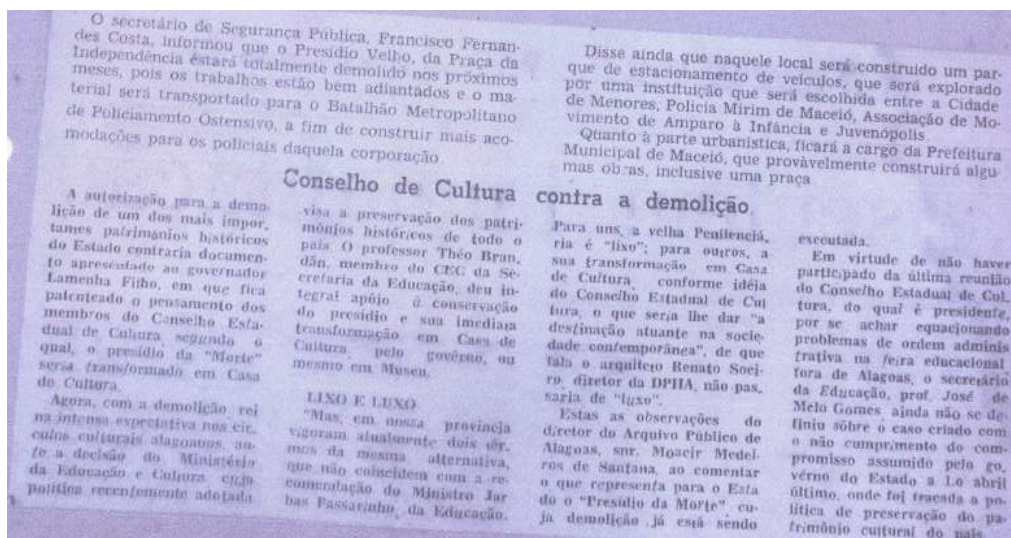 O secretário de Segurança Pública, Francisco Fernan-
des Costa, informou que o Presídio Velho, da Praça da
Independência estará totalmente demolido nos próximos
meses, pois os trabalhos estão bem adiantados e o ma-
terial será transportado para o Batalhão Metropolitano
de Policiamento Ostensivo, a fim de construir mais aco-
modações para os policiais daquela corporação
Disse ainda que naquele local será construido um par-
que de estacionamento de veículos, que será explorado
por uma instituição que será escolhida entre a Cidade
de Menores, Policia Mirim de Maceió, Associação de Mo-
vimento de Amparo à Infância e Juvenópolis.
Quanto à parte urbanística, ficará a cargo da Prefeitura
Municipal de Maceió, que provàvelmente construirá algu-
mas obras, inclusive uma praça
Conselho de Cultura contra a demolição
A autorização para a demo-
lição de um dos mais impor,
tames patrimônios históricos
do Estado contraria documen-
to apresentado ao governador
Lamenha Filho, em que fica
patenteado o pensamento dos
membros do Conselho Esta-
dual de Cultura, segundo o
qual, o presídio da "Morte"
seria transformado em Casa
de Cultura.
Agora, com a demolição rei
na intensa expectativa nos cir,
culos culturais alagoanos, an-
te a decisão do Ministério
da Educação e Cultura cuja
política recentemente adotada
visa a preservação dos patri-
mônios históricos de todo o
país O professor Théo Bran,
dão, membro do CEC da Se-
cretaria da Educação, deu in-
tegral apôio à conservação
do presídio e sua imediata
transformação em Casa de
Cultura pelo govêrno, ou
mesmo em Museu.
LIXO E LUXO
"Mas, em nossa provincia
vigoram atualmente dois têr,
mos da mesma alternativa,
que não coincidem com a re-
comendação do Ministro Jar
bas Passarinho, da Educação.
Para uns, a velha Penitenciá,
ria é "lixo"; para outros, a
sua transformação em Casa
de Cultura, conforme idéia
do Conselho Estadual de Cul
tura, o que seria lhe dar "a
destinação atuante na socie-
dade contemporânea", de que
fala o arquiteto Renato Soei-
ro, diretor da DPHA, não pas,
saria de "luxo".
Estas as observações do
diretor do Arquivo Público de
Alagoas, snr. Moacir Medei-
ros de Santana, ao comentar
o que representa para o Esta
do o "Presídio da Morte" cu-
ja demolição já está sendo
executada.
Em virtude de não haver
participado da última reunião
do Conselho Estadual de Cul.
tura, do qual é presidente,
por se achar equacionando
problemas de ordem adminis
trativa na feira educacional
fora de Alagoas, o secretário
da Educação, prof. José de
Melo Gomes, ainda não se de-
finiu sôbre o caso criado com
o não cumprimento do com-
promisso assumido pelo go,
vêrno do Estado a 1.o abril
último, onde foi traçada a po-
lítica de preservação do pa-
trimônio cultural do país